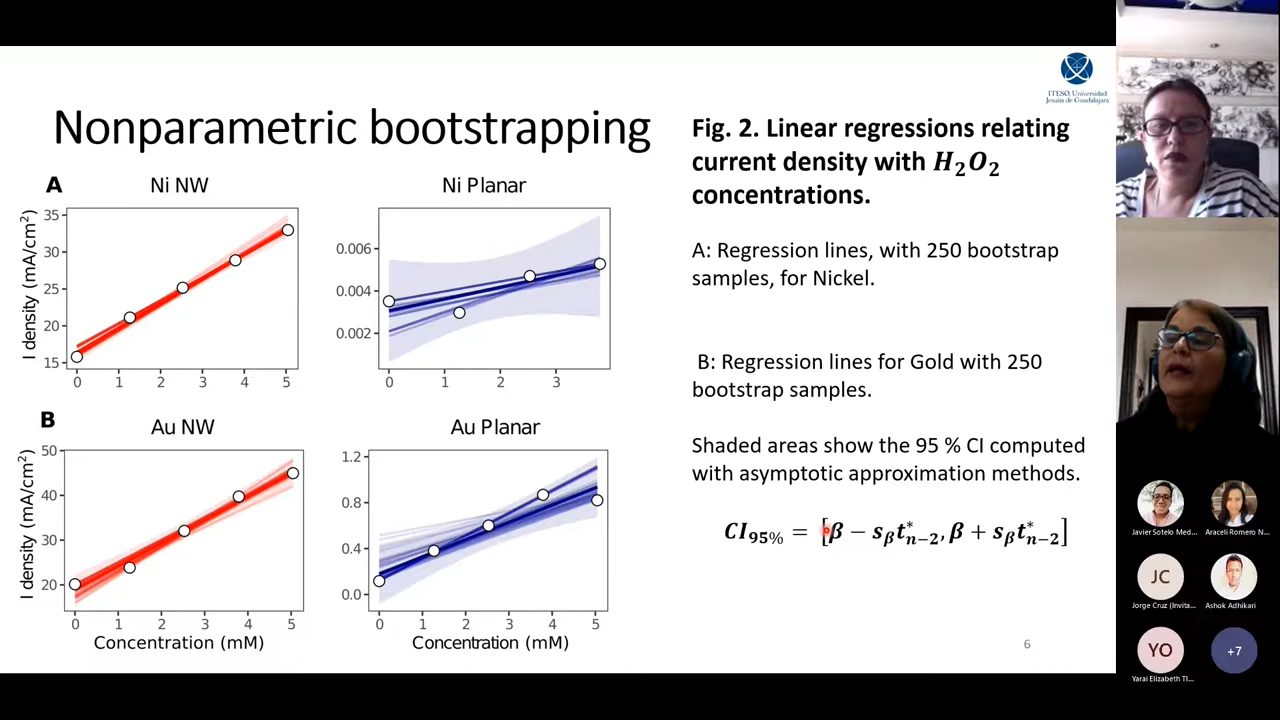 ITESO, Universidad
Jesuita de Guadalajara
Nonparametric bootstrapping
A
Ni NW
Ni Planar
I density (mA/cm²)
35
30
25
20
15
0 1 2 3 4 5
0.006
0.004
0.002
0 1 2 3
B
Au NW
Au Planar
I density (mA/cm²)
50
40
30
20
0 1 2 3 4 5
Concentration (mM)
1.2
0.8
0.4
0.0
0 1 2 3 4 5
Concentration (mM)
Fig. 2. Linear regressions relating
current density with H₂O₂
concentrations.
A: Regression lines, with 250 bootstrap
samples, for Nickel.
B: Regression lines for Gold with 250
bootstrap samples.
Shaded areas show the 95 % CI computed
with asymptotic approximation methods.
CI₉₅% = [β − s_β t*ₙ₋₂, β + s_β t*ₙ₋₂]
6
Javier Sotelo Med...
Araceli Romero N...
JC
Jorge Cruz (Invita...
Ashok Adhikari
YO
Yarai Elizabeth Tl...
+7